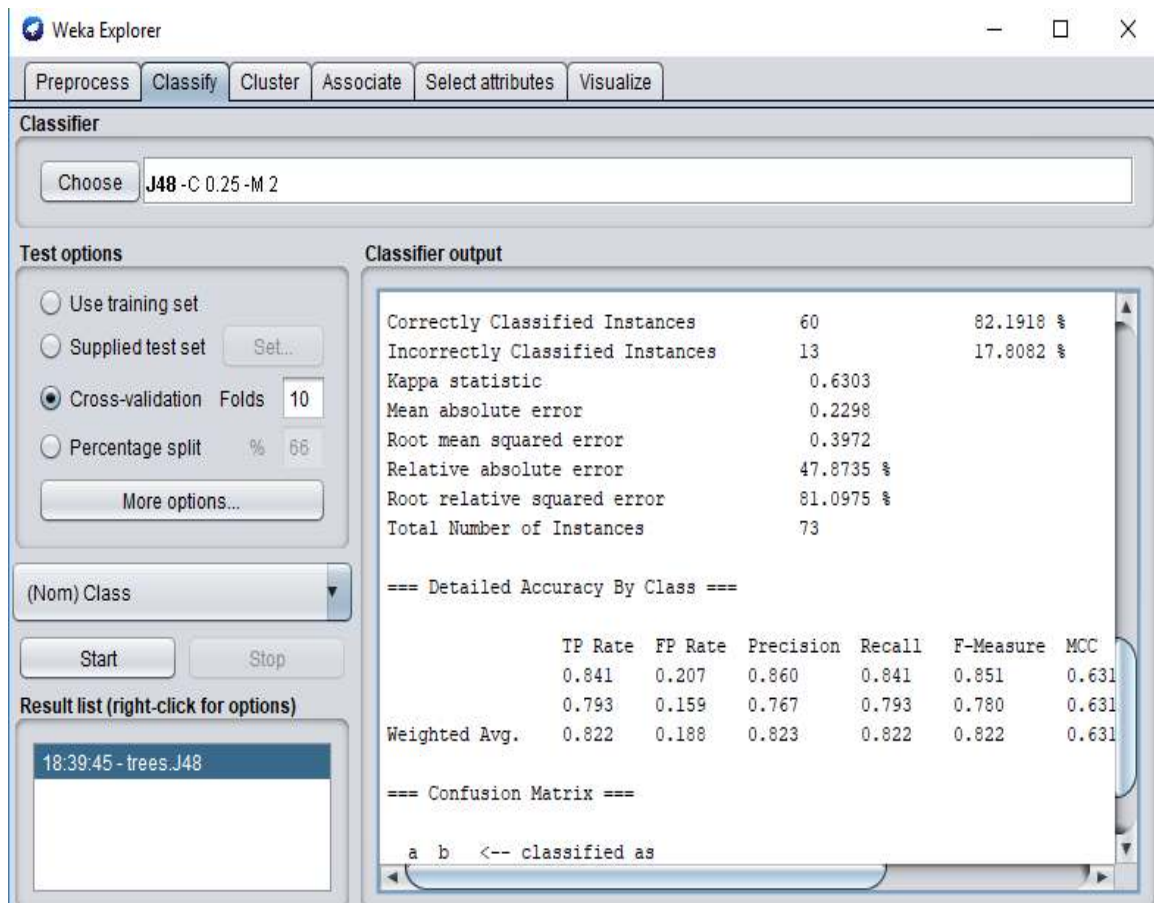 Weka Explorer
Preprocess Classify Cluster Associate Select attributes Visualize
Classifier
Choose J48 -C 0.25 -M 2
Test options
Use training set
Supplied test set Set...
Cross-validation Folds 10
Percentage split % 66
More options...
(Nom) Class
Start Stop
Result list (right-click for options)
18:39:45 - trees.J48
Classifier output
Correctly Classified Instances 60 82.1918 %
Incorrectly Classified Instances 13 17.8082 %
Kappa statistic 0.6303
Mean absolute error 0.2298
Root mean squared error 0.3972
Relative absolute error 47.8735 %
Root relative squared error 81.0975 %
Total Number of Instances 73
=== Detailed Accuracy By Class ===
TP Rate FP Rate Precision Recall F-Measure MCC
0.841 0.207 0.860 0.841 0.851 0.631
0.793 0.159 0.767 0.793 0.780 0.631
Weighted Avg. 0.822 0.188 0.823 0.822 0.822 0.631
=== Confusion Matrix ===
a b <-- classified as